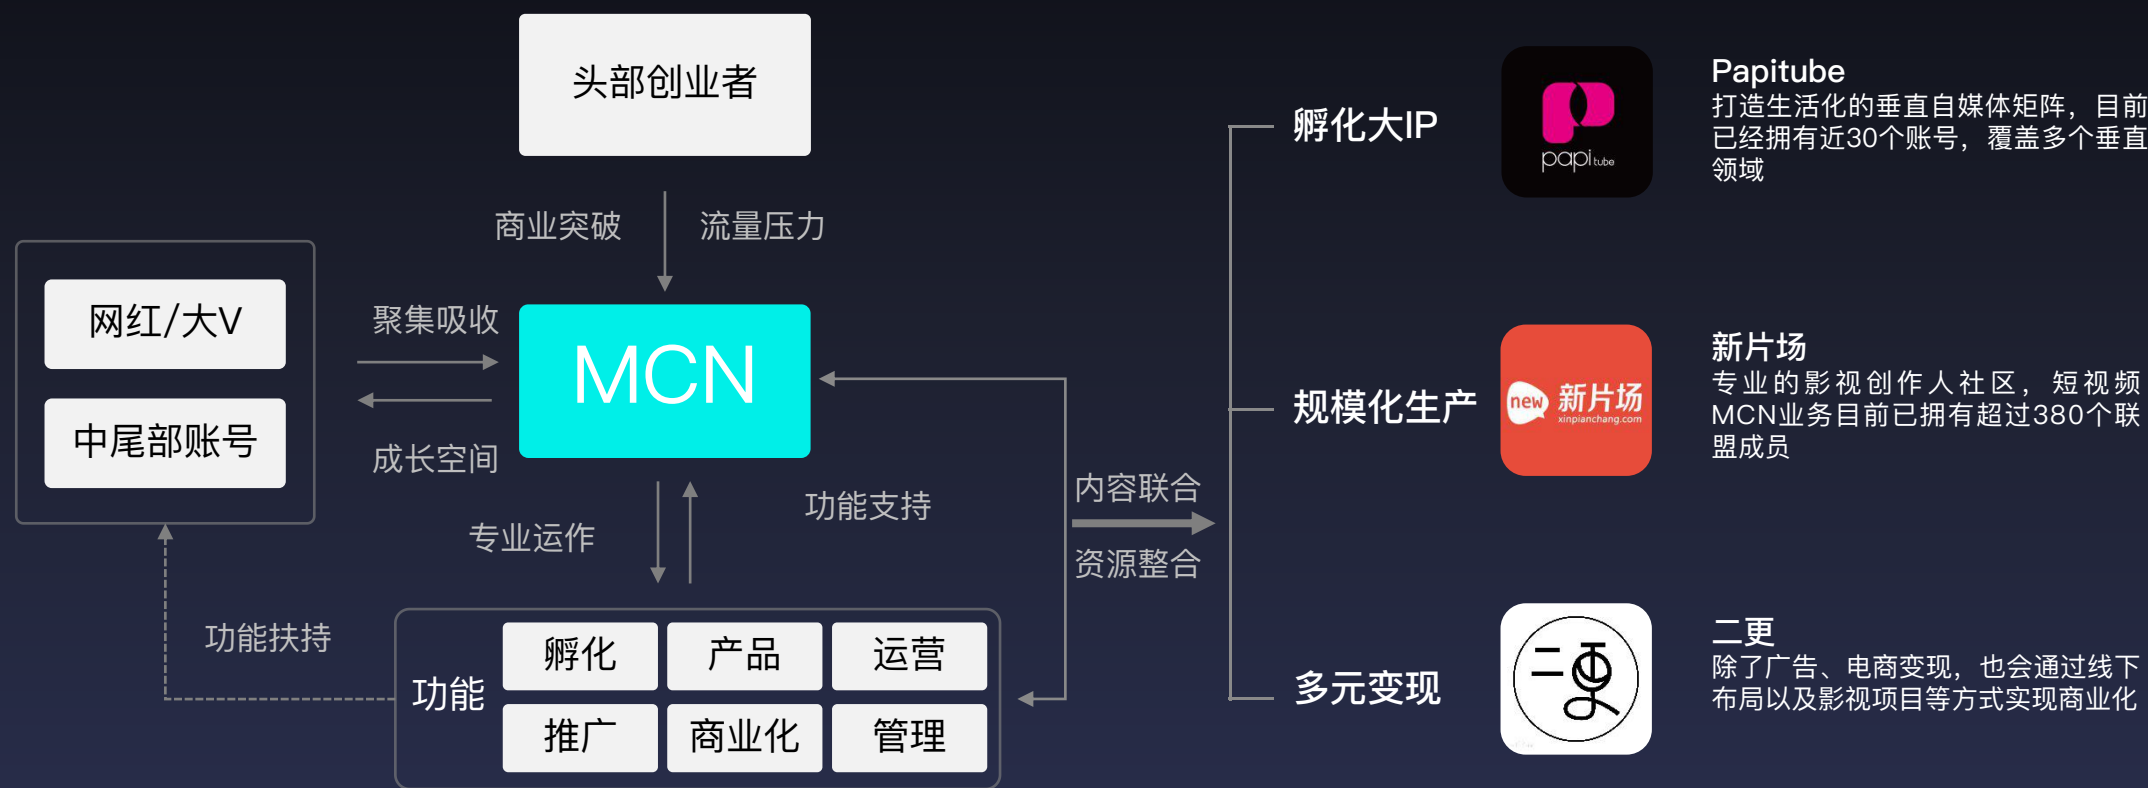 头部创业者
商业突破
流量压力
网红/大V
中尾部账号
聚集吸收
成长空间
MCN
专业运作
功能支持
功能扶持
功能
孵化
产品
运营
推广
商业化
管理
内容联合
资源整合
孵化大IP
papitube
Papitube
打造生活化的垂直自媒体矩阵，目前
已经拥有近30个账号，覆盖多个垂直
领域
规模化生产
new 新片场
xinpianchang.com
新片场
专业的影视创作人社区，短视频
MCN业务目前已拥有超过380个联
盟成员
多元变现
二更
二更
除了广告、电商变现，也会通过线下
布局以及影视项目等方式实现商业化